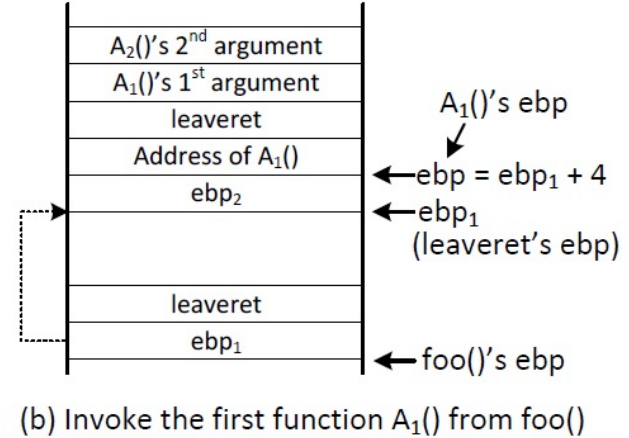 A₂()'s 2ⁿᵈ argument
A₁()'s 1ˢᵗ argument
A₁()'s ebp
leaveret
Address of A₁()
ebp = ebp₁ + 4
ebp₂
ebp₁
(leaveret's ebp)
leaveret
ebp₁
foo()'s ebp
(b) Invoke the first function A₁() from foo()